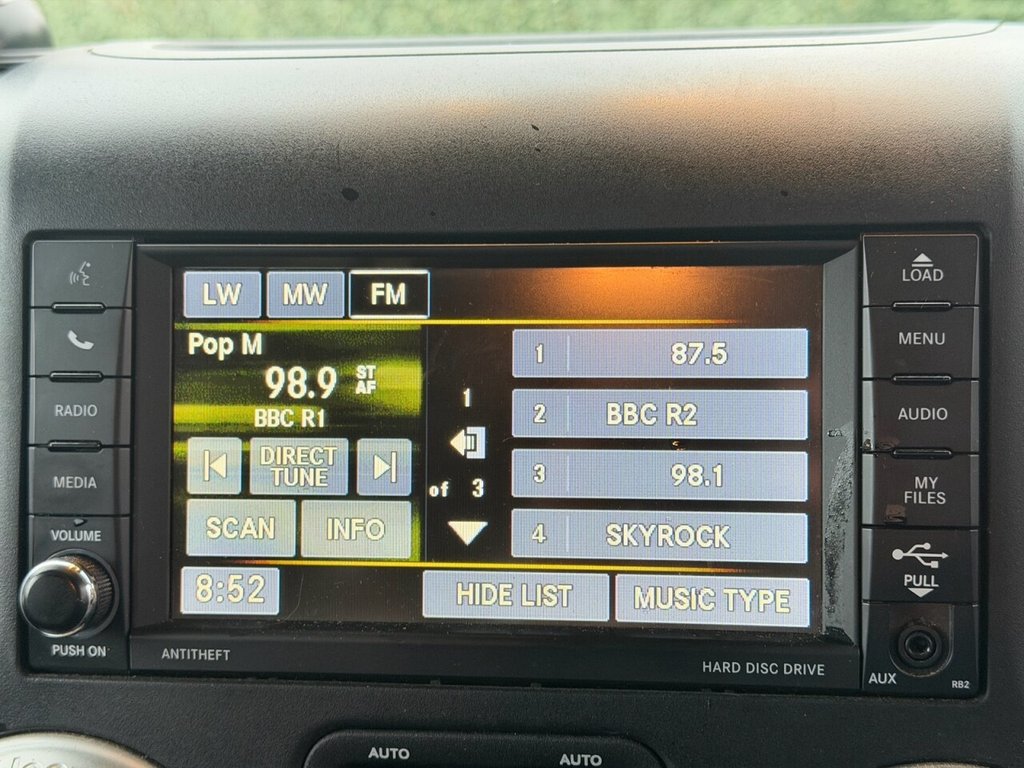 LOAD
MENU
AUDIO
MY
FILES
PULL
AUX
RB2
RADIO
MEDIA
VOLUME
PUSH ON
LW MW FM
Pop M
98.9 ST
AF
BBC R1
DIRECT
TUNE
SCAN INFO
8:52
1
of 3
1 87.5
2 BBC R2
3 98.1
4 SKYROCK
HIDE LIST MUSIC TYPE
ANTITHEFT
HARD DISC DRIVE
AUTO AUTO